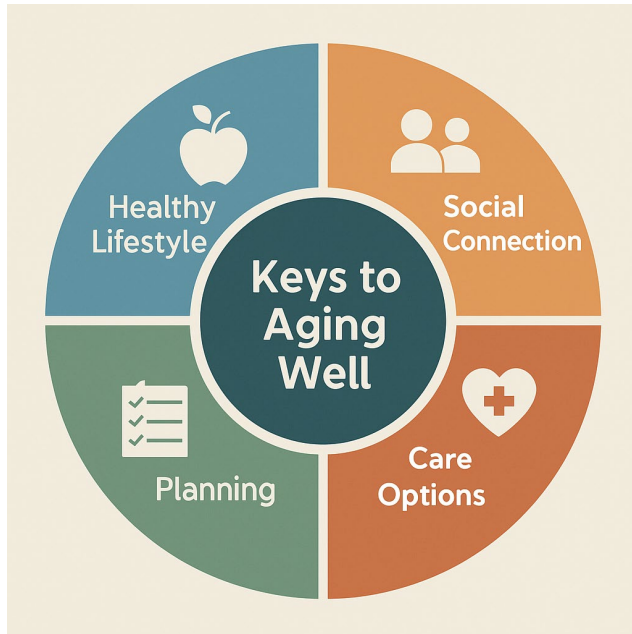 Healthy
Lifestyle
Social
Connection
Keys to
Aging
Well
Planning
Care
Options